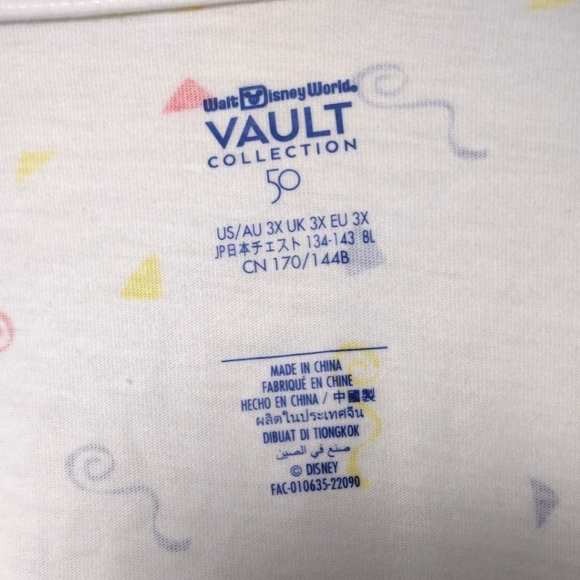 Walt Disney World®
VAULT
COLLECTION
50
US/AU 3X UK 3X EU 3X
JP日本チエスト 134-143 8L
CN 170/144B
MADE IN CHINA
FABRIQUÉ EN CHINE
HECHO EN CHINA / 中國製
ผลิตในประเทศจีน
DIBUAT DI TIONGKOK
صنع في الصين
© DISNEY
FAC-010635-22090